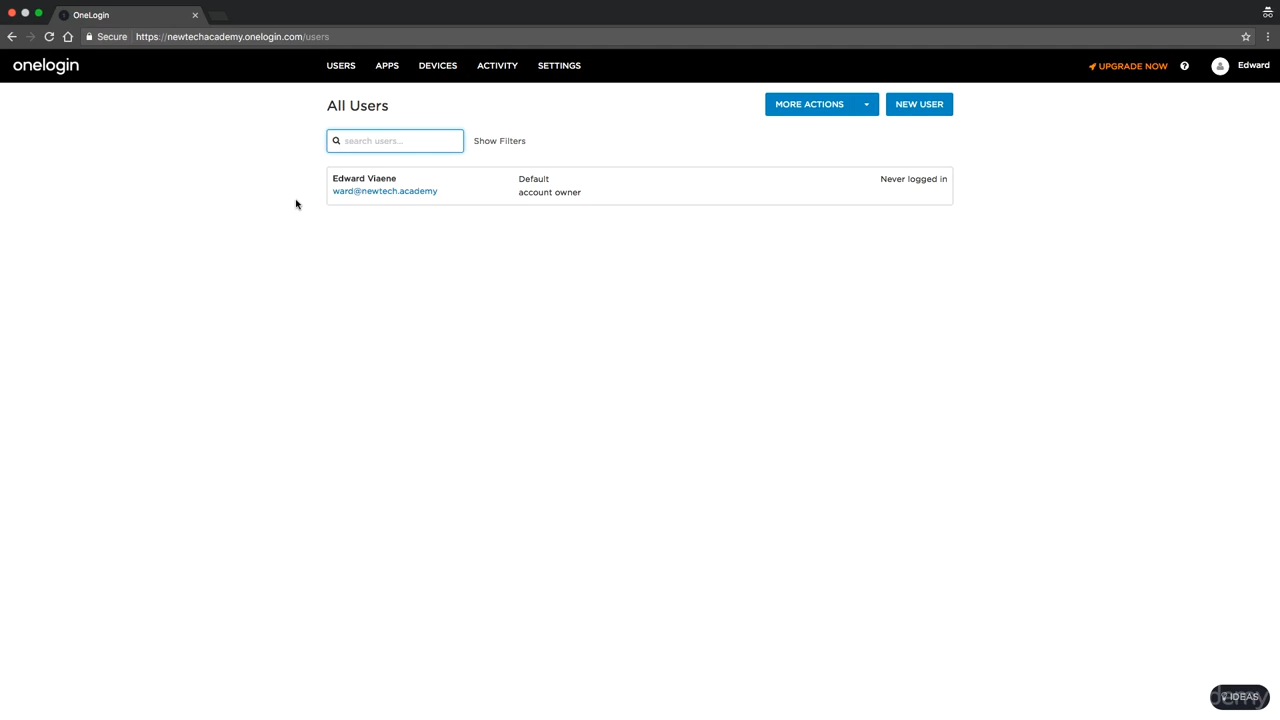 OneLogin
Secure https://newtechacademy.onelogin.com/users
onelogin USERS APPS DEVICES ACTIVITY SETTINGS UPGRADE NOW Edward
All Users MORE ACTIONS NEW USER
search users... Show Filters
Edward Viaene Default Never logged in
ward@newtech.academy account owner
IDEAS